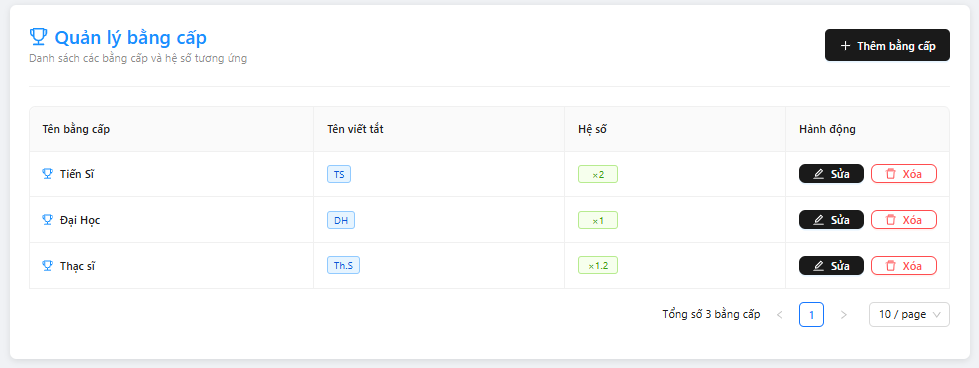 Quản lý bằng cấp
Danh sách các bằng cấp và hệ số tương ứng
+ Thêm bằng cấp
Tên bằng cấp Tên viết tắt Hệ số Hành động
Tiến Sĩ TS ×2 Sửa Xóa
Đại Học DH ×1 Sửa Xóa
Thạc sĩ Th.S ×1.2 Sửa Xóa
Tổng số 3 bằng cấp < 1 > 10 / page